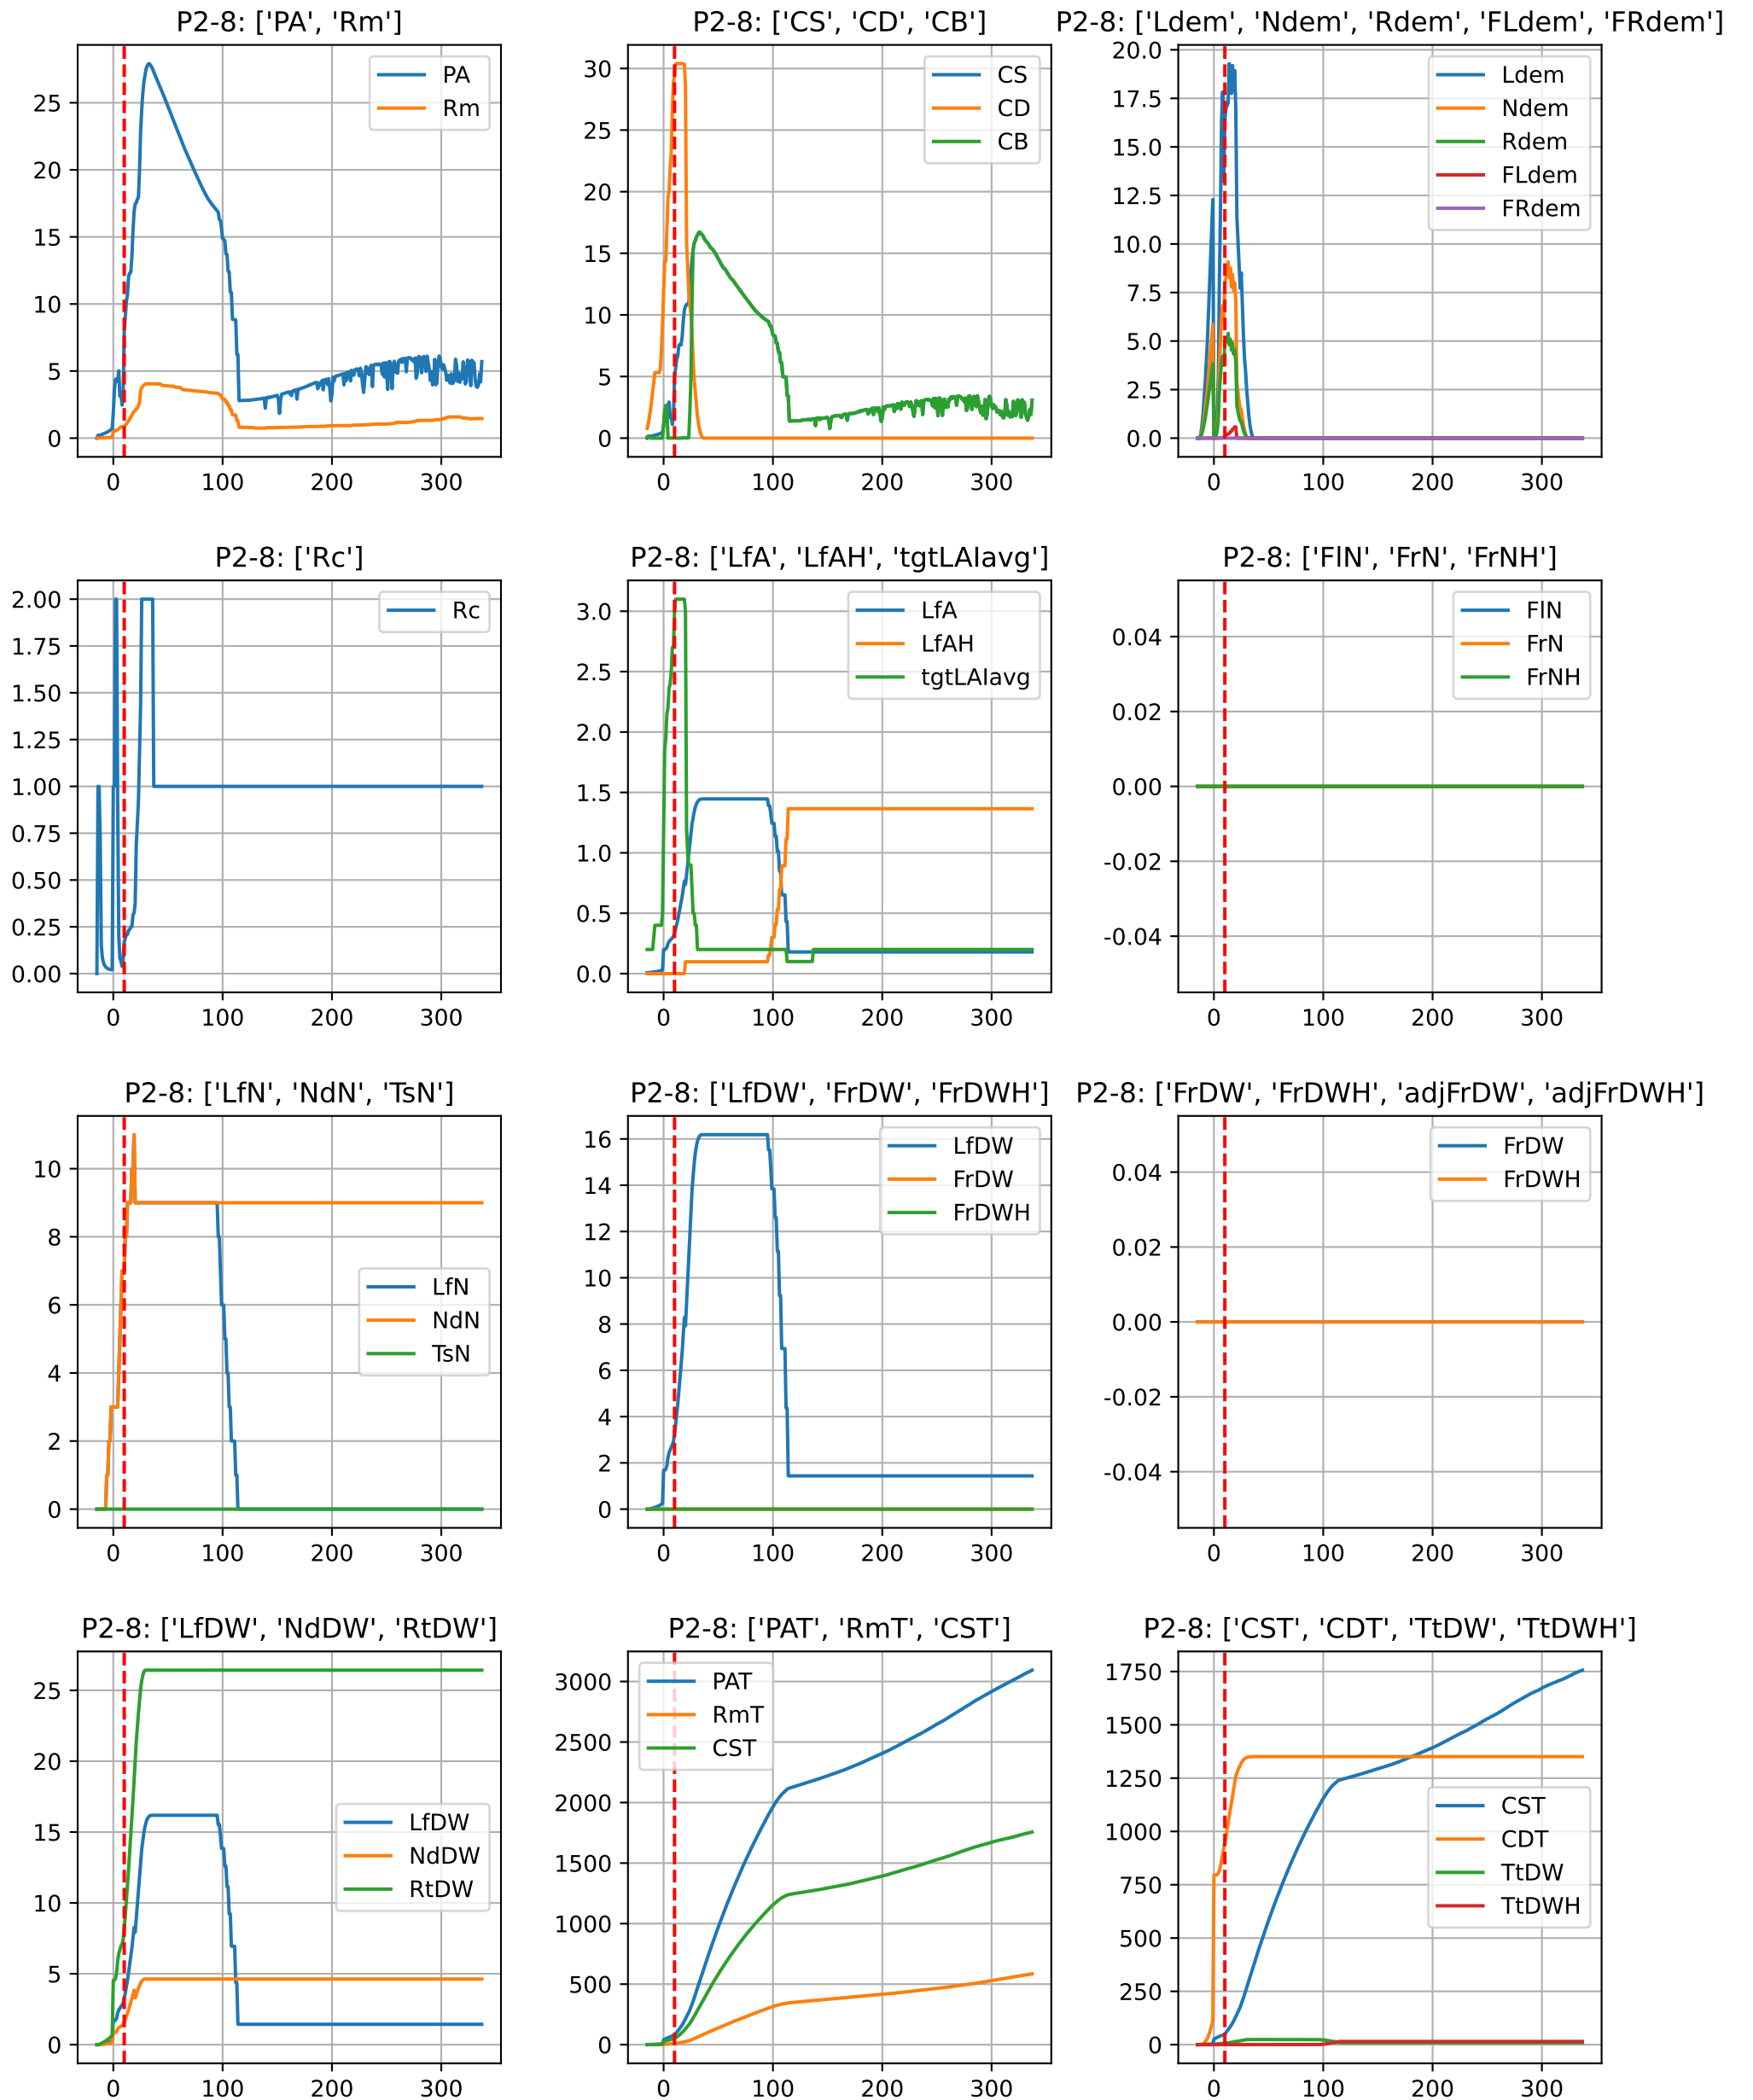 P2-8: ['PA', 'Rm']
25
20
15
10
5
0
0 100 200 300
PA
Rm
P2-8: ['CS', 'CD', 'CB']
30
25
20
15
10
5
0
0 100 200 300
CS
CD
CB
P2-8: ['Ldem', 'Ndem', 'Rdem', 'FLdem', 'FRdem']
20.0
17.5
15.0
12.5
10.0
7.5
5.0
2.5
0.0
0 100 200 300
Ldem
Ndem
Rdem
FLdem
FRdem
P2-8: ['Rc']
2.00
1.75
1.50
1.25
1.00
0.75
0.50
0.25
0.00
0 100 200 300
Rc
P2-8: ['LfA', 'LfAH', 'tgtLAIavg']
3.0
2.5
2.0
1.5
1.0
0.5
0.0
0 100 200 300
LfA
LfAH
tgtLAIavg
P2-8: ['FlN', 'FrN', 'FrNH']
0.04
0.02
0.00
-0.02
-0.04
0 100 200 300
FlN
FrN
FrNH
P2-8: ['LfN', 'NdN', 'TsN']
10
8
6
4
2
0
0 100 200 300
LfN
NdN
TsN
P2-8: ['LfDW', 'FrDW', 'FrDWH']
16
14
12
10
8
6
4
2
0
0 100 200 300
LfDW
FrDW
FrDWH
P2-8: ['FrDW', 'FrDWH', 'adjFrDW', 'adjFrDWH']
0.04
0.02
0.00
-0.02
-0.04
0 100 200 300
FrDW
FrDWH
P2-8: ['LfDW', 'NdDW', 'RtDW']
25
20
15
10
5
0
0 100 200 300
LfDW
NdDW
RtDW
P2-8: ['PAT', 'RmT', 'CST']
3000
2500
2000
1500
1000
500
0
0 100 200 300
PAT
RmT
CST
P2-8: ['CST', 'CDT', 'TtDW', 'TtDWH']
1750
1500
1250
1000
750
500
250
0
0 100 200 300
CST
CDT
TtDW
TtDWH